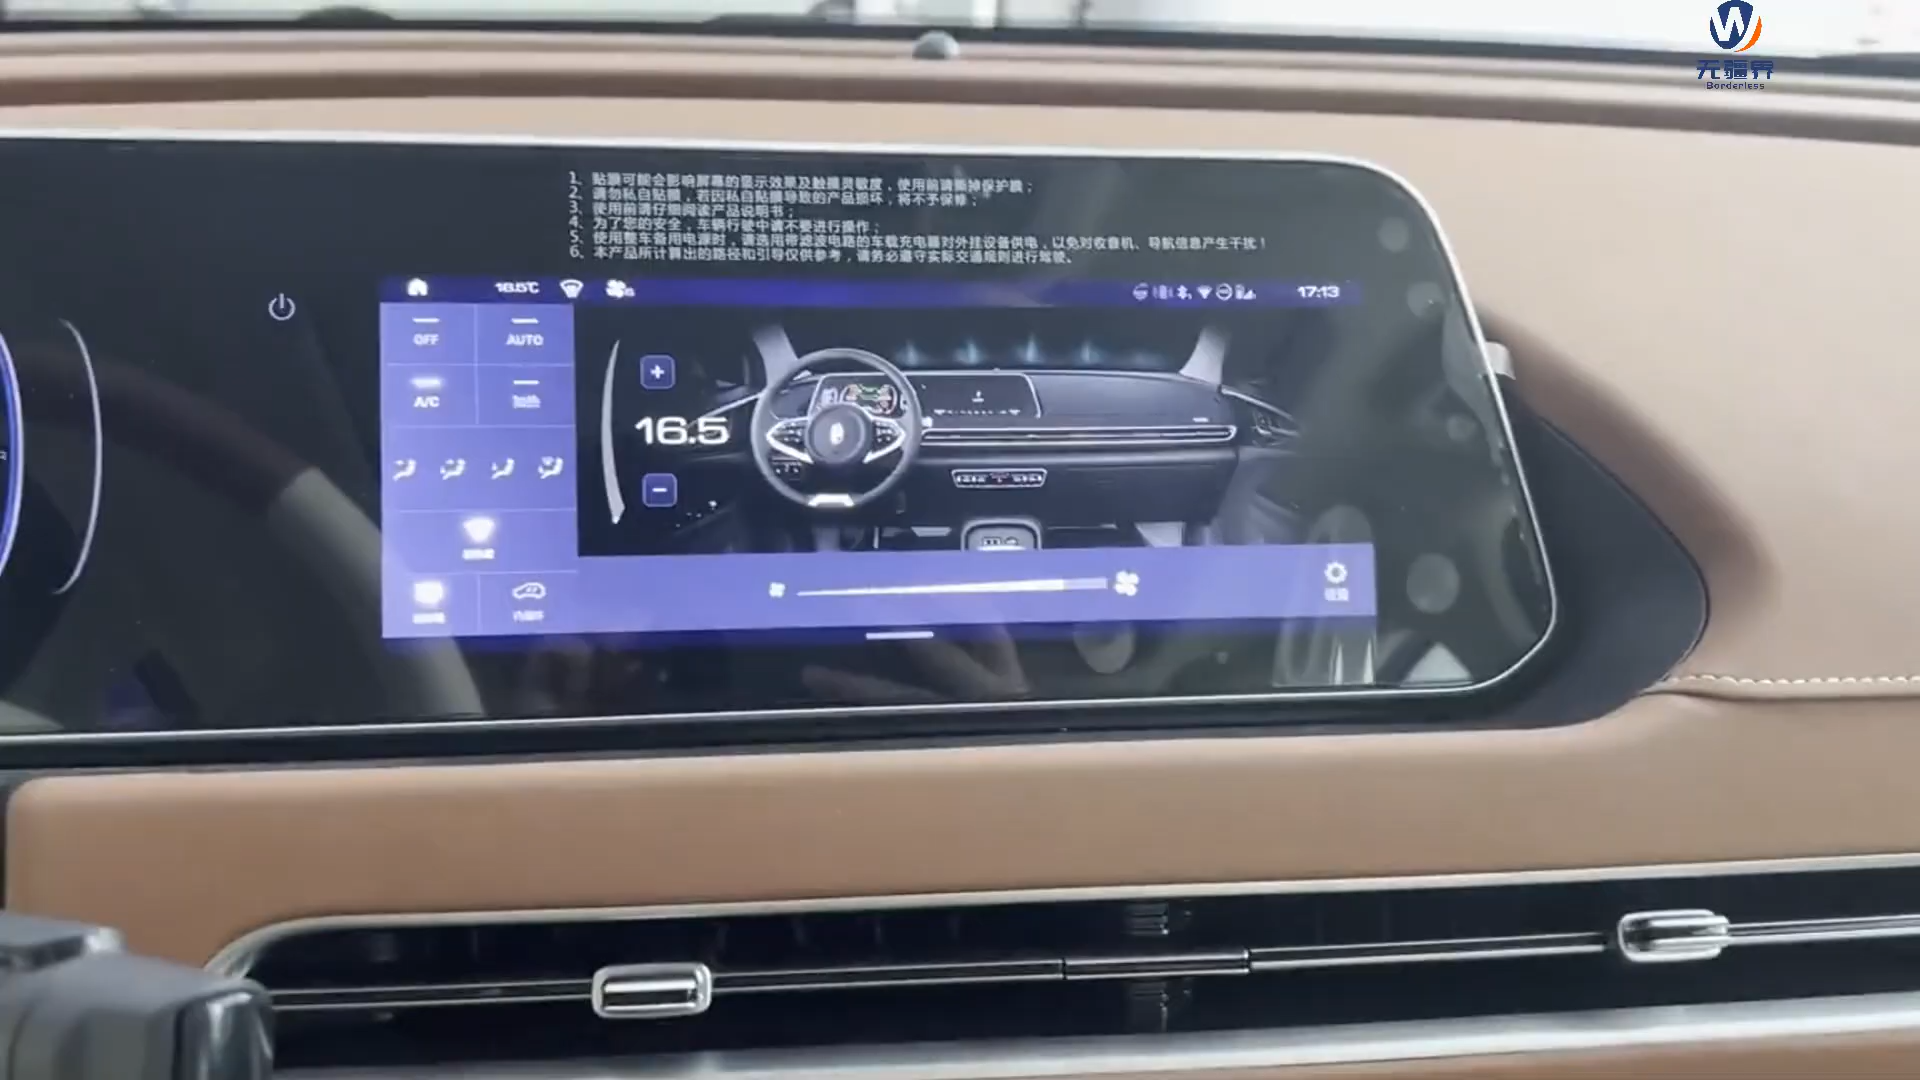 无疆界
Borderless
1、贴膜可能会影响屏幕的显示效果及触摸灵敏度，使用前请撕掉保护膜；
2、请勿私自贴膜，若因私自贴膜导致的产品损坏，将不予保修；
3、使用前请仔细阅读产品说明书；
4、为了您的安全，车辆行驶中请不要进行操作；
5、使用整车备用电源时，请选用带滤波电路的车载充电器对外挂设备供电，以免对收音机、导航信息产生干扰！
6、本产品所计算出的路径和引导仅供参考，请务必遵守实际交通规则进行驾驶。
16.5℃
17:13
OFF
AUTO
A/C
+
16.5
−
内循环
设置